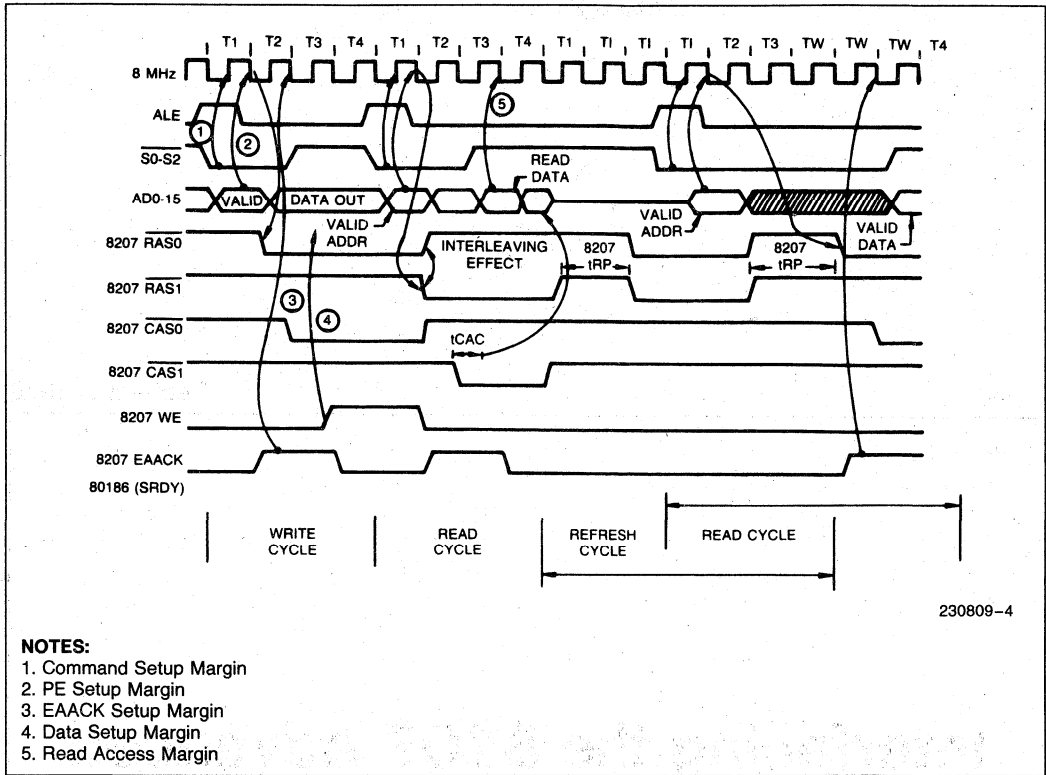 T1 T2 T3 T4 T1 T2 T3 T4 T1 TI TI TI T2 T3 TW TW TW T4
8 MHz
ALE
5
1
2
S0-S2
READ
DATA
AD0-15
VALID
DATA OUT
VALID
ADDR
VALID
ADDR
VALID
DATA
8207 RAS0
INTERLEAVING
EFFECT
8207
tRP
8207
tRP
8207 RAS1
3
4
8207 CAS0
tCAC
8207 CAS1
8207 WE
8207 EAACK
80186 (SRDY)
WRITE
CYCLE
READ
CYCLE
REFRESH
CYCLE
READ CYCLE
230809-4
NOTES:
1. Command Setup Margin
2. PE Setup Margin
3. EAACK Setup Margin
4. Data Setup Margin
5. Read Access Margin